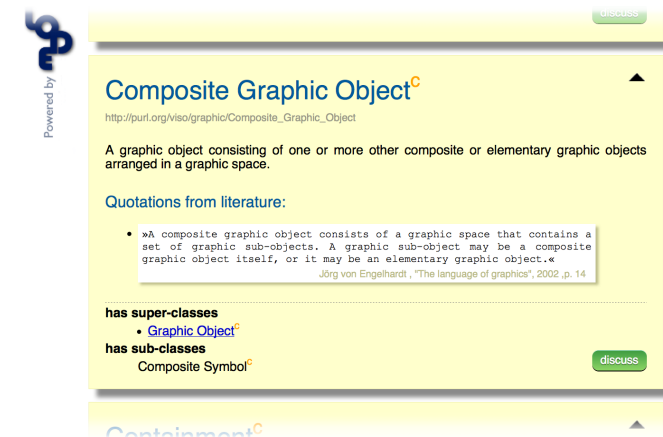 discuss
LODE
Powered by
Composite Graphic Object c
http://purl.org/viso/graphic/Composite_Graphic_Object
A graphic object consisting of one or more other composite or elementary graphic objects
arranged in a graphic space.
Quotations from literature:
• »A composite graphic object consists of a graphic space that contains a
set of graphic sub-objects. A graphic sub-object may be a composite
graphic object itself, or it may be an elementary graphic object.«
Jörg von Engelhardt , "The language of graphics", 2002 ,p. 14
has super-classes
• Graphic Object c
has sub-classes
Composite Symbol c
discuss
Containment c